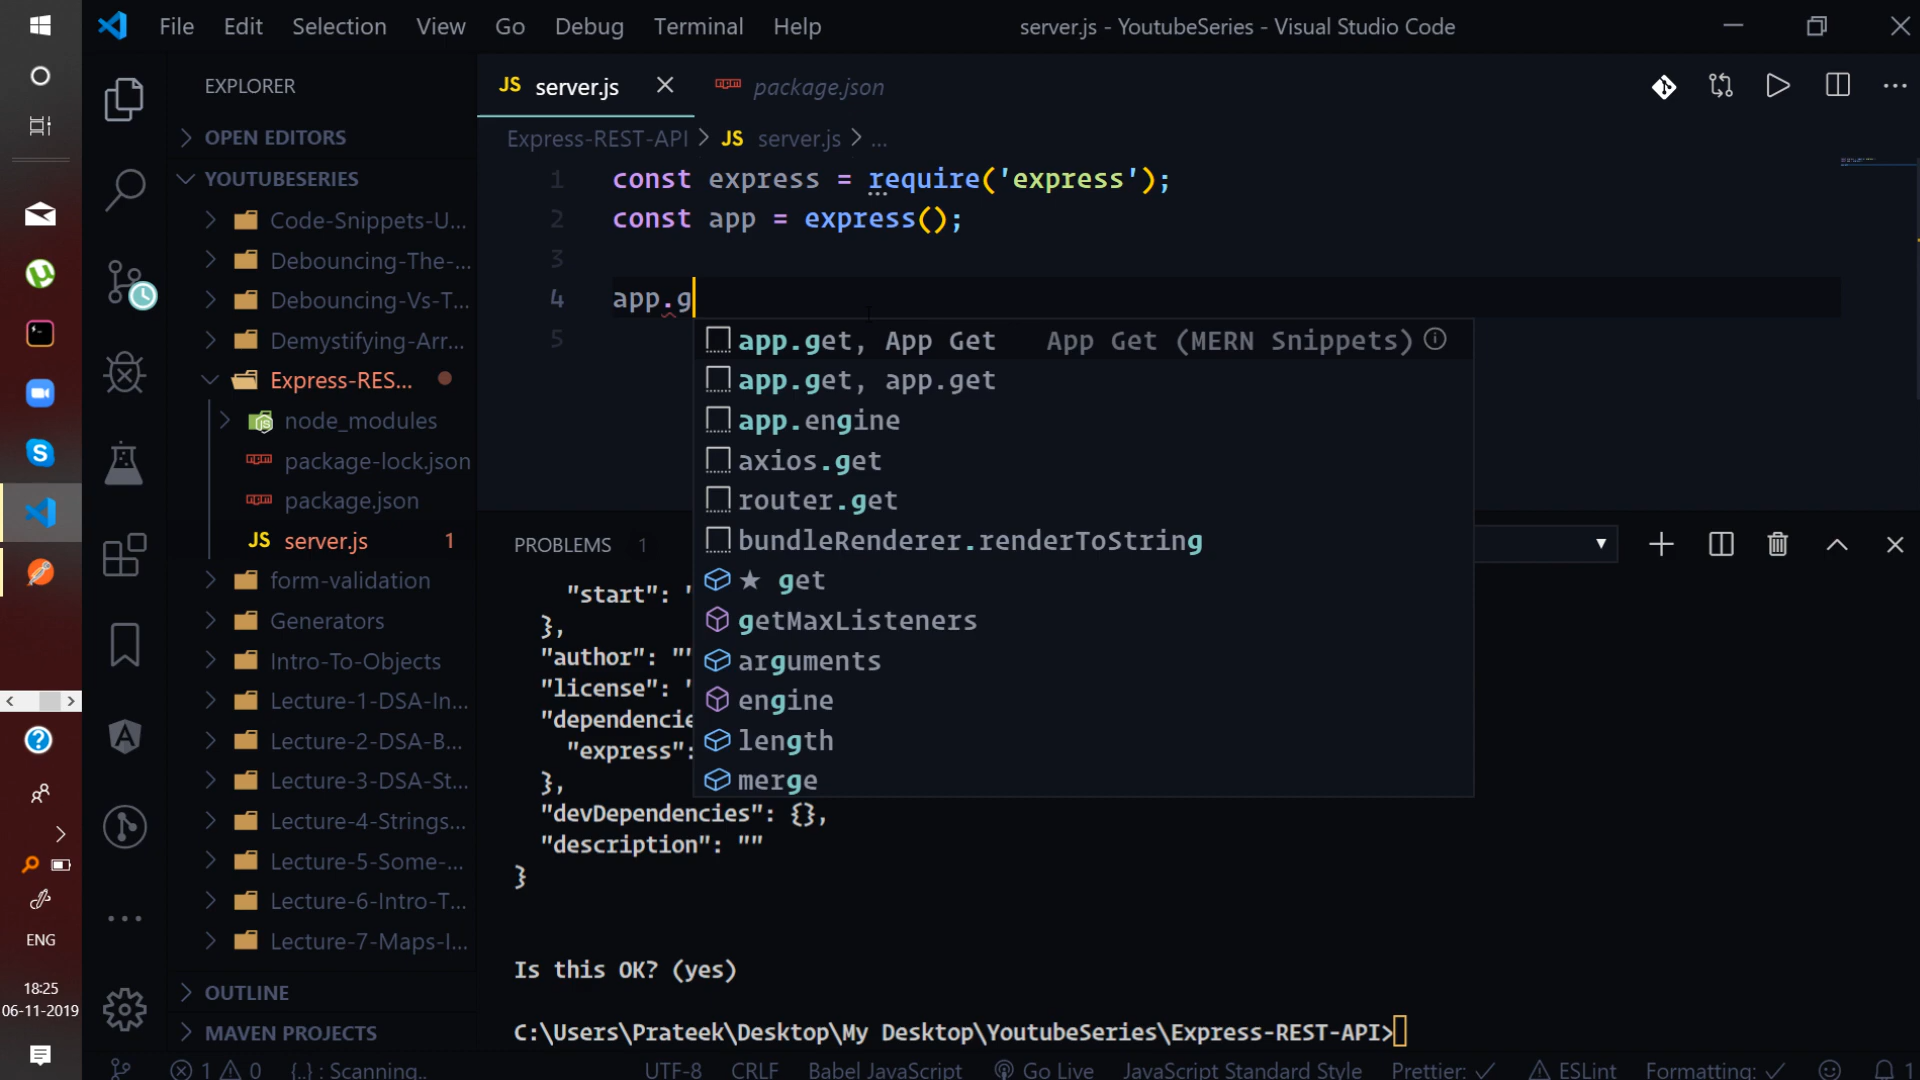 File Edit Selection View Go Debug Terminal Help server.js - YoutubeSeries - Visual Studio Code
EXPLORER
OPEN EDITORS
YOUTUBESERIES
Code-Snippets-U...
Debouncing-The-...
Debouncing-Vs-T...
Demystifying-Arr...
Express-RES...
node_modules
package-lock.json
package.json
JS server.js 1
form-validation
Generators
Intro-To-Objects
Lecture-1-DSA-In...
Lecture-2-DSA-B...
Lecture-3-DSA-St...
Lecture-4-Strings...
Lecture-5-Some-...
Lecture-6-Intro-T...
Lecture-7-Maps-I...
OUTLINE
MAVEN PROJECTS
JS server.js package.json
Express-REST-API > JS server.js > ...
1 const express = require('express');
2 const app = express();
3
4 app.g
5
app.get, App Get App Get (MERN Snippets)
app.get, app.get
app.engine
axios.get
router.get
bundleRenderer.renderToString
★ get
getMaxListeners
arguments
engine
length
merge
PROBLEMS 1
"start": "
},
"author": ""
"license": "
"dependencie
"express":
},
"devDependencies": {},
"description": ""
}
Is this OK? (yes)
C:\Users\Prateek\Desktop\My Desktop\YoutubeSeries\Express-REST-API>
ENG
18:25
06-11-2019
1 0 {..} : Scanning.. UTF-8 CRLF Babel JavaScript Go Live JavaScript Standard Style Prettier: ✓ ESLint Formatting: ✓ 1